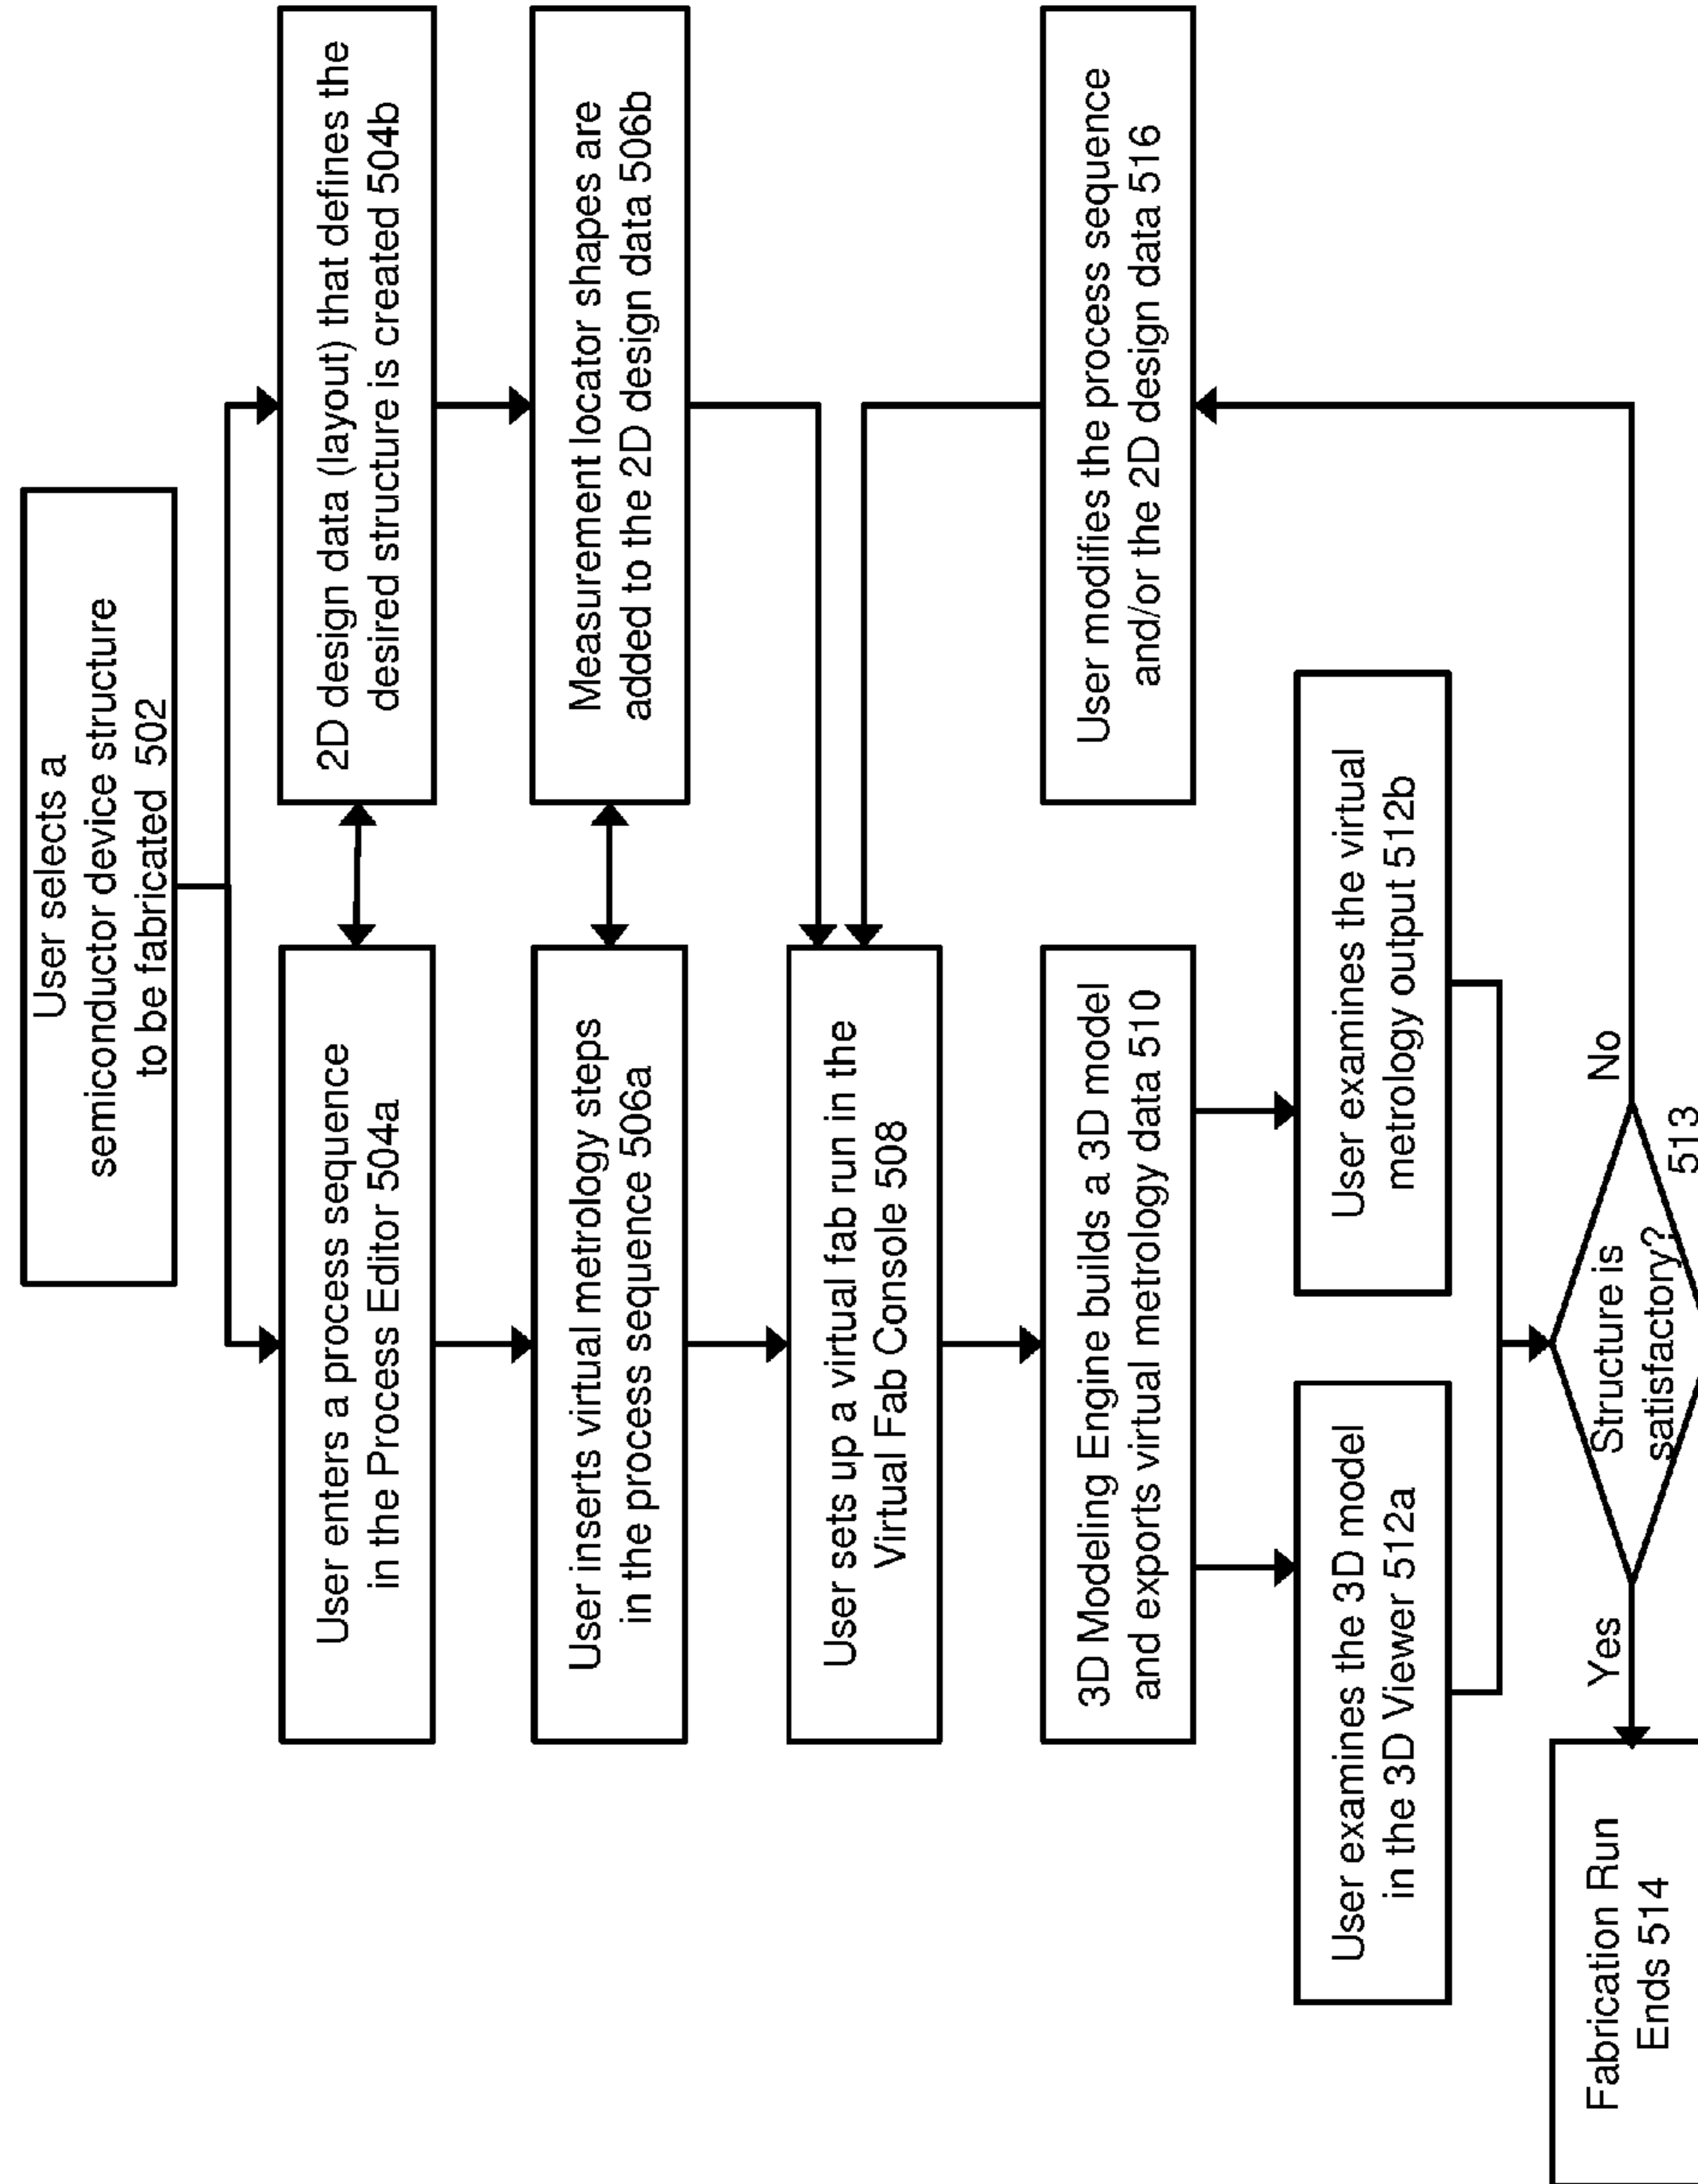 User selects a
semiconductor device structure
to be fabricated 502
User enters a process sequence
in the Process Editor 504a
2D design data (layout) that defines the
desired structure is created 504b
User inserts virtual metrology steps
in the process sequence 506a
Measurement locator shapes are
added to the 2D design data 506b
User sets up a virtual fab run in the
Virtual Fab Console 508
3D Modeling Engine builds a 3D model
and exports virtual metrology data 510
User modifies the process sequence
and/or the 2D design data 516
User examines the 3D model
in the 3D Viewer 512a
User examines the virtual
metrology output 512b
Fabrication Run
Ends 514
Yes
Structure is
satisfactory?
No
513